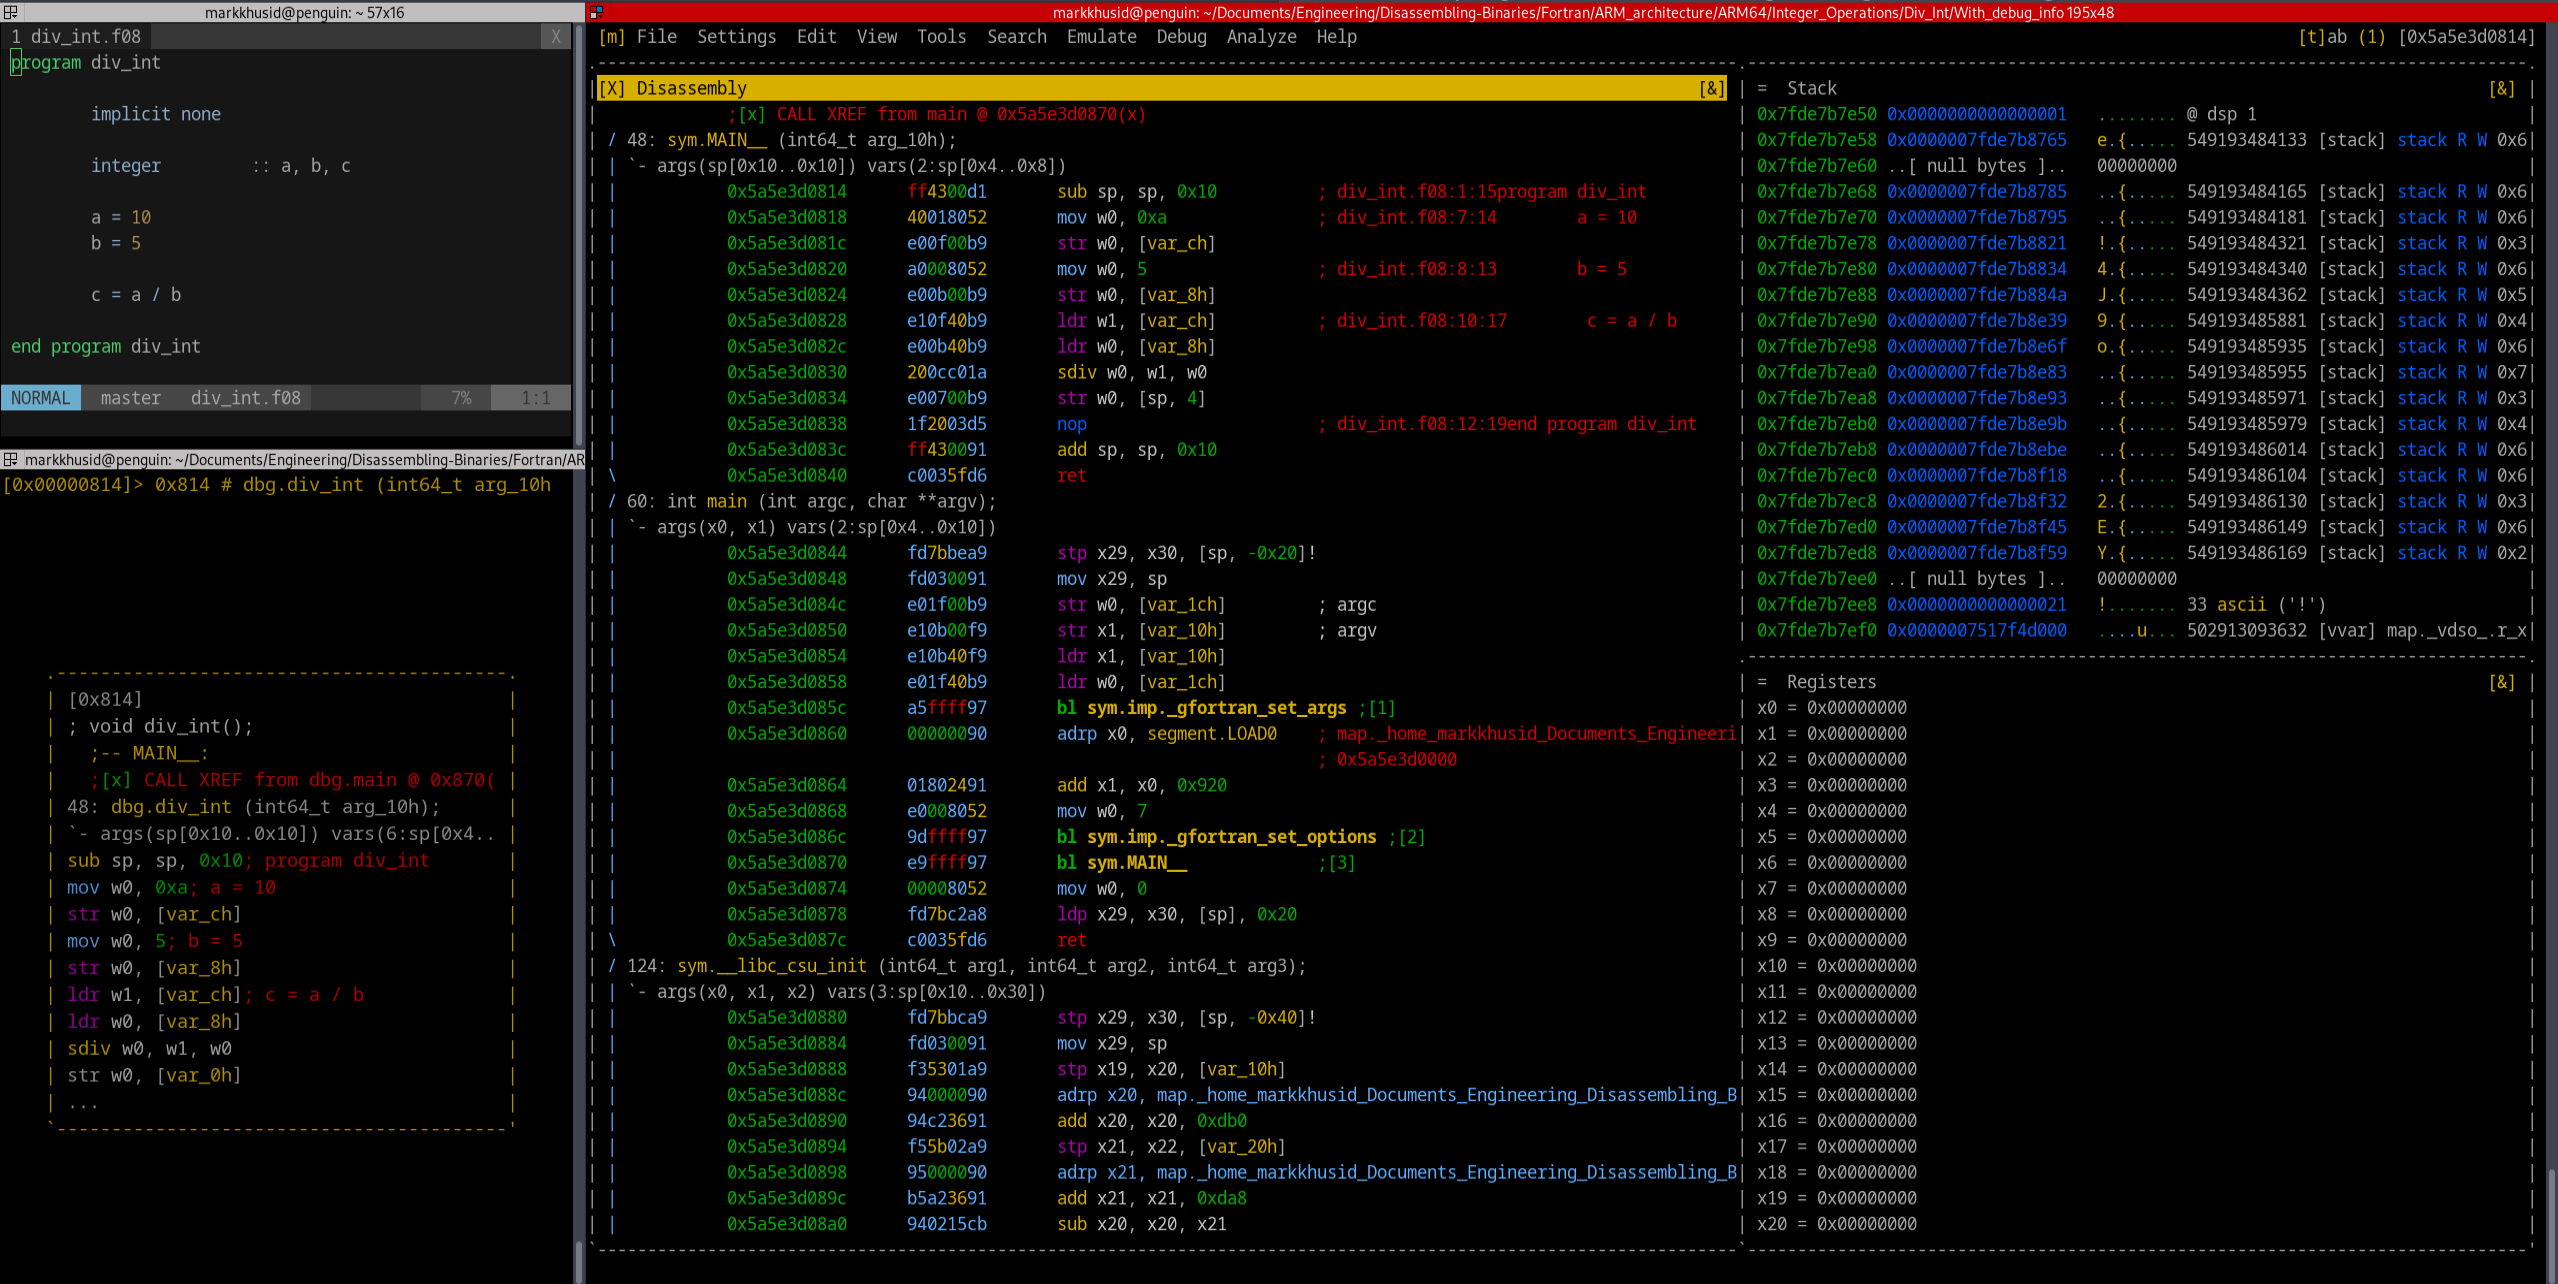 markkhusid@penguin: ~ 57x16
1 div_int.f08 X
program div_int
implicit none
integer :: a, b, c
a = 10
b = 5
c = a / b
end program div_int
NORMAL master div_int.f08 7% 1:1
markkhusid@penguin: ~/Documents/Engineering/Disassembling-Binaries/Fortran/AR
[0x00000814]> 0x814 # dbg.div_int (int64_t arg_10h
[0x814]
; void div_int();
;-- MAIN__:
;[x] CALL XREF from dbg.main @ 0x870(
48: dbg.div_int (int64_t arg_10h);
`- args(sp[0x10..0x10]) vars(6:sp[0x4..
sub sp, sp, 0x10; program div_int
mov w0, 0xa; a = 10
str w0, [var_ch]
mov w0, 5; b = 5
str w0, [var_8h]
ldr w1, [var_ch]; c = a / b
ldr w0, [var_8h]
sdiv w0, w1, w0
str w0, [var_0h]
...
markkhusid@penguin: ~/Documents/Engineering/Disassembling-Binaries/Fortran/ARM_architecture/ARM64/Integer_Operations/Div_Int/With_debug_info 195x48
[m] File Settings Edit View Tools Search Emulate Debug Analyze Help [t]ab (1) [0x5a5e3d0814]
[X] Disassembly [&]
;[x] CALL XREF from main @ 0x5a5e3d0870(x)
/ 48: sym.MAIN__ (int64_t arg_10h);
| `- args(sp[0x10..0x10]) vars(2:sp[0x4..0x8])
| 0x5a5e3d0814 ff4300d1 sub sp, sp, 0x10 ; div_int.f08:1:15program div_int
| 0x5a5e3d0818 40018052 mov w0, 0xa ; div_int.f08:7:14 a = 10
| 0x5a5e3d081c e00f00b9 str w0, [var_ch]
| 0x5a5e3d0820 a0008052 mov w0, 5 ; div_int.f08:8:13 b = 5
| 0x5a5e3d0824 e00b00b9 str w0, [var_8h]
| 0x5a5e3d0828 e10f40b9 ldr w1, [var_ch] ; div_int.f08:10:17 c = a / b
| 0x5a5e3d082c e00b40b9 ldr w0, [var_8h]
| 0x5a5e3d0830 200cc01a sdiv w0, w1, w0
| 0x5a5e3d0834 e00700b9 str w0, [sp, 4]
| 0x5a5e3d0838 1f2003d5 nop ; div_int.f08:12:19end program div_int
| 0x5a5e3d083c ff430091 add sp, sp, 0x10
\ 0x5a5e3d0840 c0035fd6 ret
/ 60: int main (int argc, char **argv);
| `- args(x0, x1) vars(2:sp[0x4..0x10])
| 0x5a5e3d0844 fd7bbea9 stp x29, x30, [sp, -0x20]!
| 0x5a5e3d0848 fd030091 mov x29, sp
| 0x5a5e3d084c e01f00b9 str w0, [var_1ch] ; argc
| 0x5a5e3d0850 e10b00f9 str x1, [var_10h] ; argv
| 0x5a5e3d0854 e10b40f9 ldr x1, [var_10h]
| 0x5a5e3d0858 e01f40b9 ldr w0, [var_1ch]
| 0x5a5e3d085c a5ffff97 bl sym.imp._gfortran_set_args ;[1]
| 0x5a5e3d0860 00000090 adrp x0, segment.LOAD0 ; map._home_markkhusid_Documents_Engineeri
| ; 0x5a5e3d0000
| 0x5a5e3d0864 01802491 add x1, x0, 0x920
| 0x5a5e3d0868 e0008052 mov w0, 7
| 0x5a5e3d086c 9dffff97 bl sym.imp._gfortran_set_options ;[2]
| 0x5a5e3d0870 e9ffff97 bl sym.MAIN__ ;[3]
| 0x5a5e3d0874 00008052 mov w0, 0
| 0x5a5e3d0878 fd7bc2a8 ldp x29, x30, [sp], 0x20
\ 0x5a5e3d087c c0035fd6 ret
/ 124: sym.__libc_csu_init (int64_t arg1, int64_t arg2, int64_t arg3);
| `- args(x0, x1, x2) vars(3:sp[0x10..0x30])
| 0x5a5e3d0880 fd7bbca9 stp x29, x30, [sp, -0x40]!
| 0x5a5e3d0884 fd030091 mov x29, sp
| 0x5a5e3d0888 f35301a9 stp x19, x20, [var_10h]
| 0x5a5e3d088c 94000090 adrp x20, map._home_markkhusid_Documents_Engineering_Disassembling_B
| 0x5a5e3d0890 94c23691 add x20, x20, 0xdb0
| 0x5a5e3d0894 f55b02a9 stp x21, x22, [var_20h]
| 0x5a5e3d0898 95000090 adrp x21, map._home_markkhusid_Documents_Engineering_Disassembling_B
| 0x5a5e3d089c b5a23691 add x21, x21, 0xda8
| 0x5a5e3d08a0 940215cb sub x20, x20, x21
= Stack [&]
0x7fde7b7e50 0x0000000000000001 ........ @ dsp 1
0x7fde7b7e58 0x0000007fde7b8765 e.{..... 549193484133 [stack] stack R W 0x6
0x7fde7b7e60 ..[ null bytes ].. 00000000
0x7fde7b7e68 0x0000007fde7b8785 ..{..... 549193484165 [stack] stack R W 0x6
0x7fde7b7e70 0x0000007fde7b8795 ..{..... 549193484181 [stack] stack R W 0x6
0x7fde7b7e78 0x0000007fde7b8821 !.{..... 549193484321 [stack] stack R W 0x3
0x7fde7b7e80 0x0000007fde7b8834 4.{..... 549193484340 [stack] stack R W 0x6
0x7fde7b7e88 0x0000007fde7b884a J.{..... 549193484362 [stack] stack R W 0x5
0x7fde7b7e90 0x0000007fde7b8e39 9.{..... 549193485881 [stack] stack R W 0x4
0x7fde7b7e98 0x0000007fde7b8e6f o.{..... 549193485935 [stack] stack R W 0x6
0x7fde7b7ea0 0x0000007fde7b8e83 ..{..... 549193485955 [stack] stack R W 0x7
0x7fde7b7ea8 0x0000007fde7b8e93 ..{..... 549193485971 [stack] stack R W 0x3
0x7fde7b7eb0 0x0000007fde7b8e9b ..{..... 549193485979 [stack] stack R W 0x4
0x7fde7b7eb8 0x0000007fde7b8ebe ..{..... 549193486014 [stack] stack R W 0x6
0x7fde7b7ec0 0x0000007fde7b8f18 ..{..... 549193486104 [stack] stack R W 0x6
0x7fde7b7ec8 0x0000007fde7b8f32 2.{..... 549193486130 [stack] stack R W 0x3
0x7fde7b7ed0 0x0000007fde7b8f45 E.{..... 549193486149 [stack] stack R W 0x6
0x7fde7b7ed8 0x0000007fde7b8f59 Y.{..... 549193486169 [stack] stack R W 0x2
0x7fde7b7ee0 ..[ null bytes ].. 00000000
0x7fde7b7ee8 0x0000000000000021 !....... 33 ascii ('!')
0x7fde7b7ef0 0x0000007517f4d000 ....u... 502913093632 [vvar] map._vdso_.r_x
= Registers [&]
x0 = 0x00000000
x1 = 0x00000000
x2 = 0x00000000
x3 = 0x00000000
x4 = 0x00000000
x5 = 0x00000000
x6 = 0x00000000
x7 = 0x00000000
x8 = 0x00000000
x9 = 0x00000000
x10 = 0x00000000
x11 = 0x00000000
x12 = 0x00000000
x13 = 0x00000000
x14 = 0x00000000
x15 = 0x00000000
x16 = 0x00000000
x17 = 0x00000000
x18 = 0x00000000
x19 = 0x00000000
x20 = 0x00000000